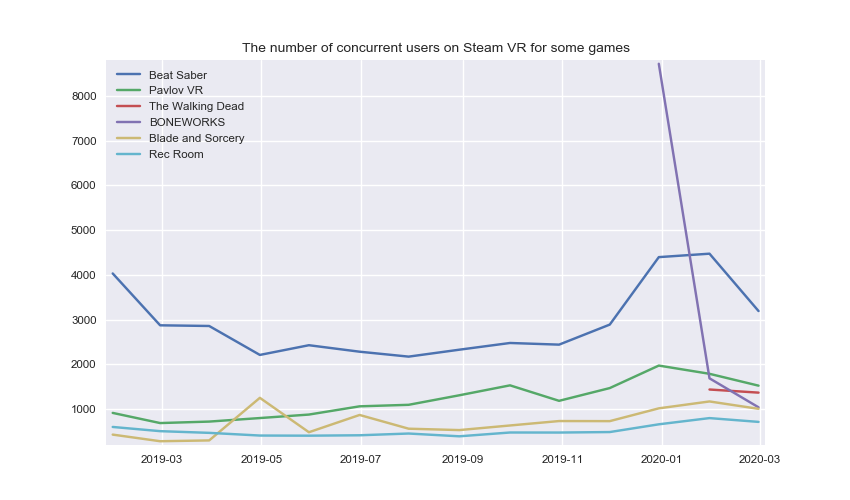 The number of concurrent users on Steam VR for some games
Beat Saber
Pavlov VR
The Walking Dead
BONEWORKS
Blade and Sorcery
Rec Room
8000
7000
6000
5000
4000
3000
2000
1000
2019-03 2019-05 2019-07 2019-09 2019-11 2020-01 2020-03